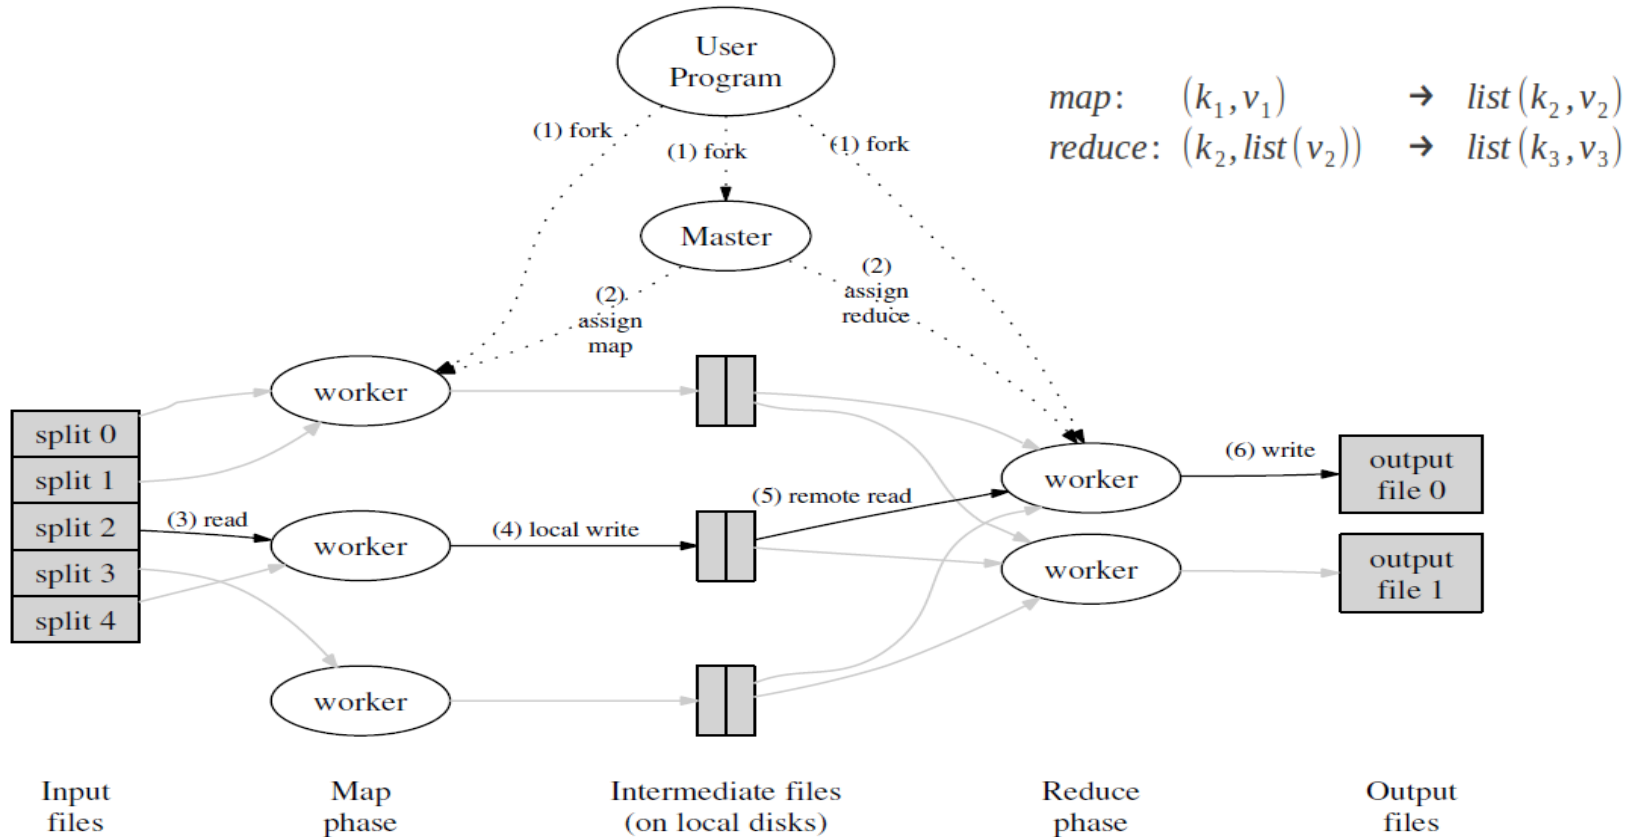 User
Program
map: (k₁,v₁) → list(k₂,v₂)
reduce: (k₂,list(v₂)) → list(k₃,v₃)
(1) fork
(1) fork
(1) fork
Master
(2)
assign
map
(2)
assign
reduce
worker
split 0
split 1
split 2
split 3
split 4
(3) read
worker
(4) local write
(5) remote read
worker
(6) write
output
file 0
worker
output
file 1
worker
Input
files
Map
phase
Intermediate files
(on local disks)
Reduce
phase
Output
files